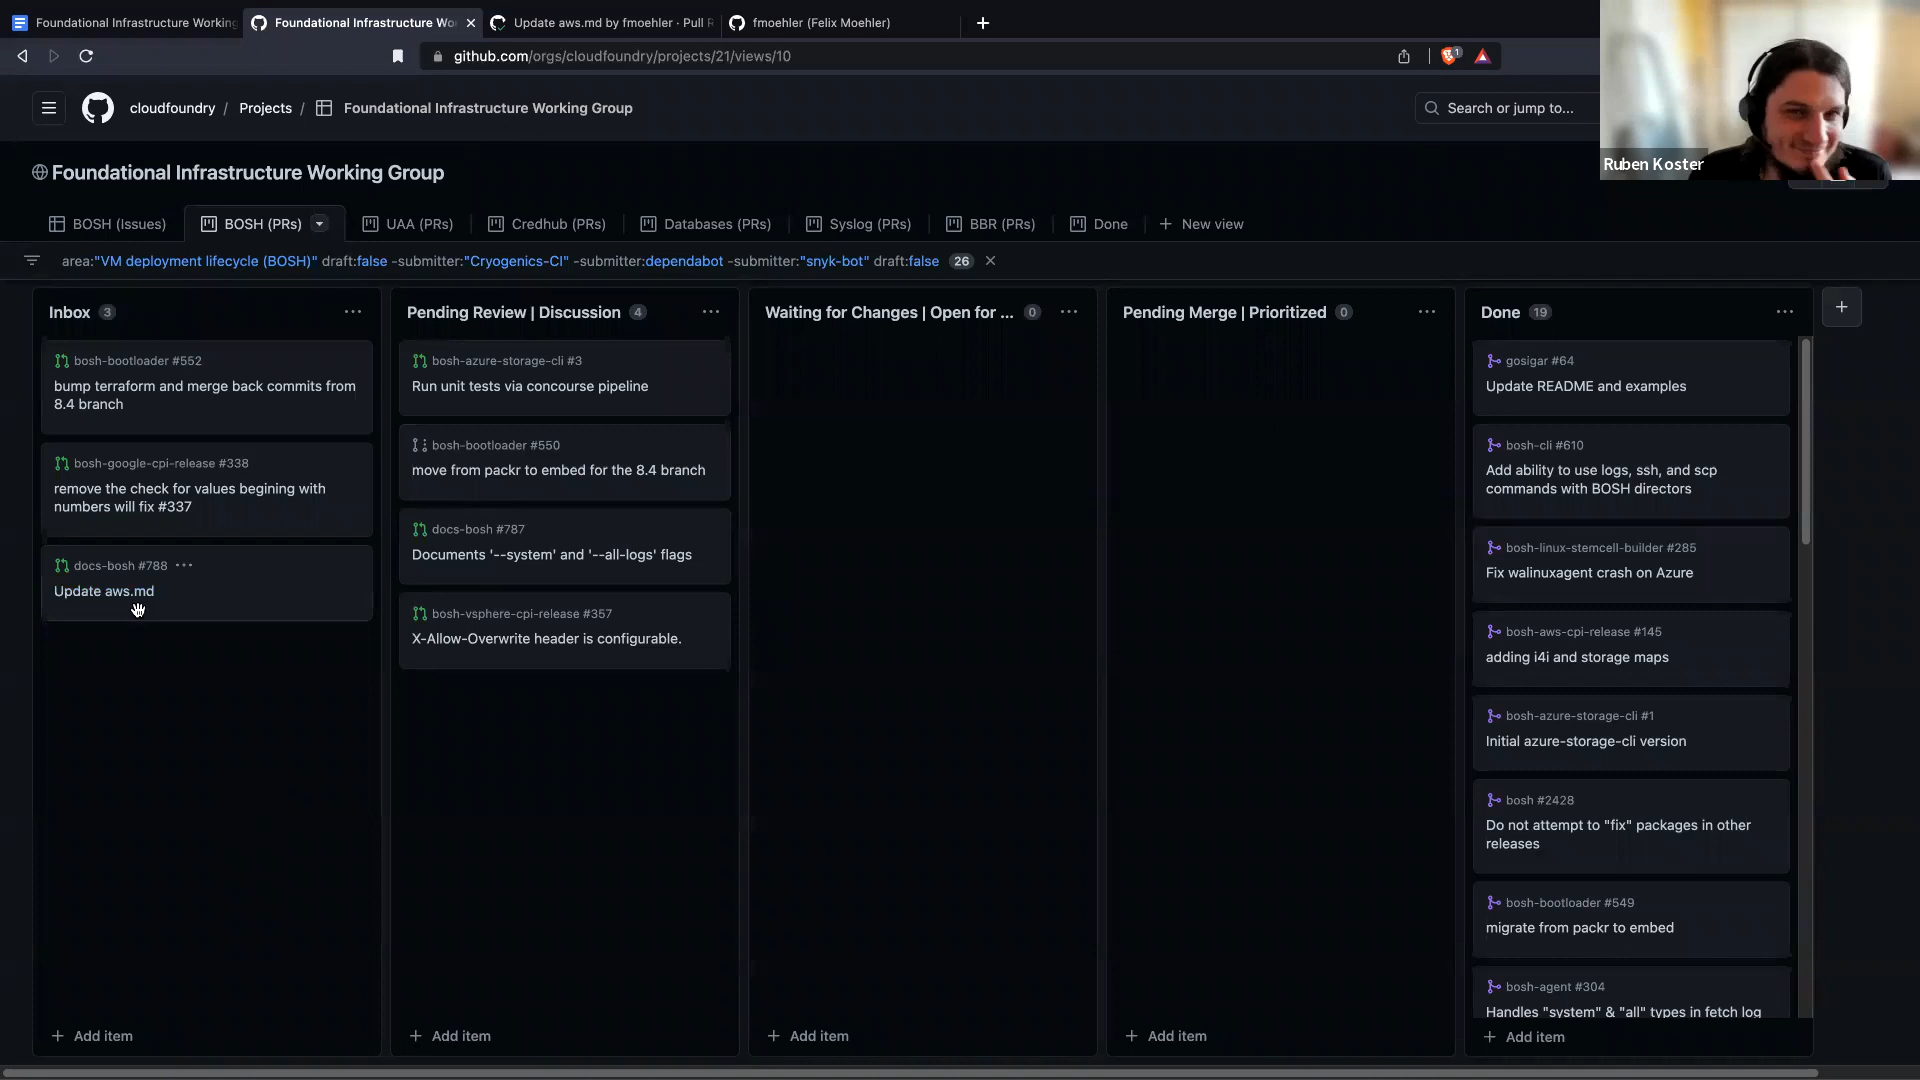 Foundational Infrastructure Working
Foundational Infrastructure Wo
Update aws.md by fmoehler · Pull R
fmoehler (Felix Moehler)
github.com/orgs/cloudfoundry/projects/21/views/10
1
cloudfoundry / Projects / Foundational Infrastructure Working Group
Search or jump to...
Ruben Koster
Foundational Infrastructure Working Group
BOSH (Issues)
BOSH (PRs)
UAA (PRs)
Credhub (PRs)
Databases (PRs)
Syslog (PRs)
BBR (PRs)
Done
New view
area:"VM deployment lifecycle (BOSH)" draft:false -submitter:"Cryogenics-CI" -submitter:dependabot -submitter:"snyk-bot" draft:false 26
Inbox 3
bosh-bootloader #552
bump terraform and merge back commits from
8.4 branch
bosh-google-cpi-release #338
remove the check for values begining with
numbers will fix #337
docs-bosh #788
Update aws.md
Add item
Pending Review | Discussion 4
bosh-azure-storage-cli #3
Run unit tests via concourse pipeline
bosh-bootloader #550
move from packr to embed for the 8.4 branch
docs-bosh #787
Documents '--system' and '--all-logs' flags
bosh-vsphere-cpi-release #357
X-Allow-Overwrite header is configurable.
Add item
Waiting for Changes | Open for ... 0
Add item
Pending Merge | Prioritized 0
Add item
Done 19
gosigar #64
Update README and examples
bosh-cli #610
Add ability to use logs, ssh, and scp
commands with BOSH directors
bosh-linux-stemcell-builder #285
Fix walinuxagent crash on Azure
bosh-aws-cpi-release #145
adding i4i and storage maps
bosh-azure-storage-cli #1
Initial azure-storage-cli version
bosh #2428
Do not attempt to "fix" packages in other
releases
bosh-bootloader #549
migrate from packr to embed
bosh-agent #304
Handles "system" & "all" types in fetch log
Add item